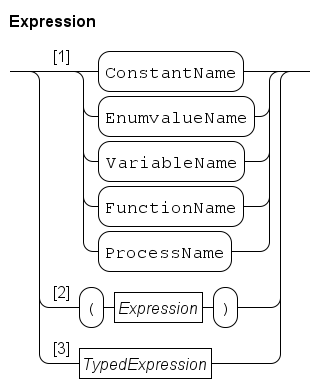 Expression
[1] ConstantName
EnumvalueName
VariableName
FunctionName
ProcessName
[2] ( Expression )
[3] TypedExpression